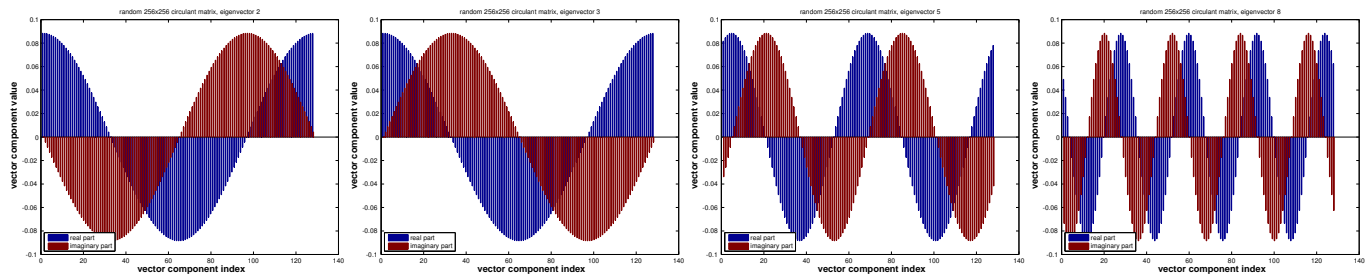 random 256x256 circulant matrix, eigenvector 2
vector component value
0.1
0.08
0.06
0.04
0.02
0
-0.02
-0.04
-0.06
-0.08
-0.1
real part
imaginary part
0 20 40 60 80 100 120 140
vector component index
random 256x256 circulant matrix, eigenvector 3
vector component value
0.1
0.08
0.06
0.04
0.02
0
-0.02
-0.04
-0.06
-0.08
-0.1
real part
imaginary part
0 20 40 60 80 100 120 140
vector component index
random 256x256 circulant matrix, eigenvector 5
vector component value
0.1
0.08
0.06
0.04
0.02
0
-0.02
-0.04
-0.06
-0.08
-0.1
real part
imaginary part
0 20 40 60 80 100 120 140
vector component index
random 256x256 circulant matrix, eigenvector 8
vector component value
0.1
0.08
0.06
0.04
0.02
0
-0.02
-0.04
-0.06
-0.08
-0.1
real part
imaginary part
0 20 40 60 80 100 120 140
vector component index